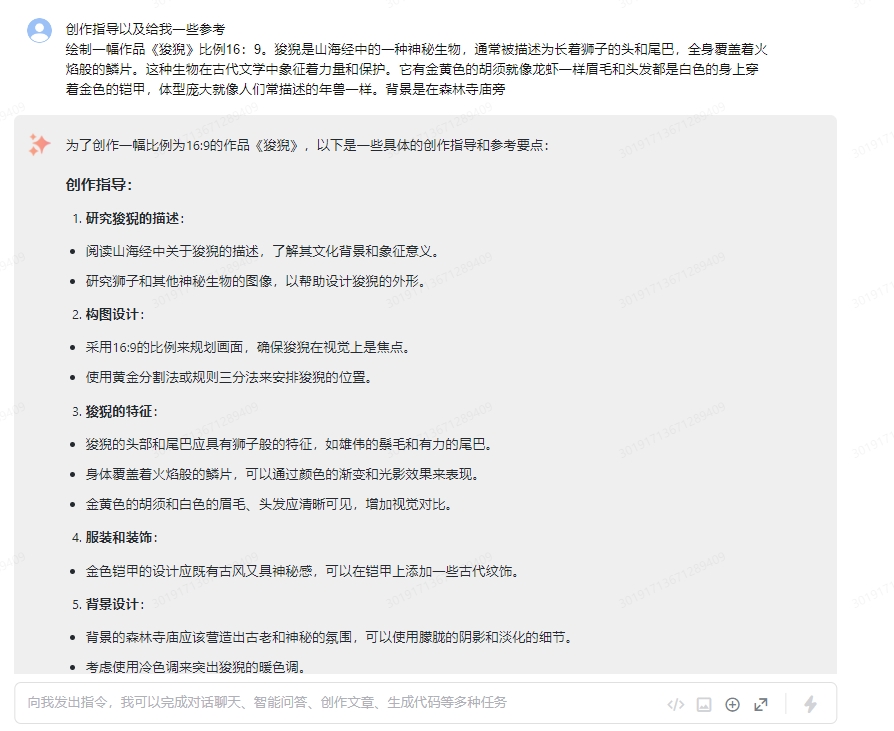 创作指导以及给我一些参考
绘制一幅作品《狻猊》比例16：9。狻猊是山海经中的一种神秘生物，通常被描述为长着狮子的头和尾巴，全身覆盖着火
焰般的鳞片。这种生物在古代文学中象征着力量和保护。它有金黄色的胡须就像龙虾一样眉毛和头发都是白色的身上穿
着金色的铠甲，体型庞大就像人们常描述的年兽一样。背景是在森林寺庙旁
为了创作一幅比例为16:9的作品《狻猊》，以下是一些具体的创作指导和参考要点：
创作指导：
1. 研究狻猊的描述：
• 阅读山海经中关于狻猊的描述，了解其文化背景和象征意义。
• 研究狮子和其他神秘生物的图像，以帮助设计狻猊的外形。
2. 构图设计：
• 采用16:9的比例来规划画面，确保狻猊在视觉上是焦点。
• 使用黄金分割法或规则三分法来安排狻猊的位置。
3. 狻猊的特征：
• 狻猊的头部和尾巴应具有狮子般的特征，如雄伟的鬃毛和有力的尾巴。
• 身体覆盖着火焰般的鳞片，可以通过颜色的渐变和光影效果来表现。
• 金黄色的胡须和白色的眉毛、头发应清晰可见，增加视觉对比。
4. 服装和装饰：
• 金色铠甲的设计应既有古风又具神秘感，可以在铠甲上添加一些古代纹饰。
5. 背景设计：
• 背景的森林寺庙应该营造出古老和神秘的氛围，可以使用朦胧的阴影和淡化的细节。
• 考虑使用冷色调来突出狻猊的暖色调。
向我发出指令，我可以完成对话聊天、智能问答、创作文章、生成代码等多种任务